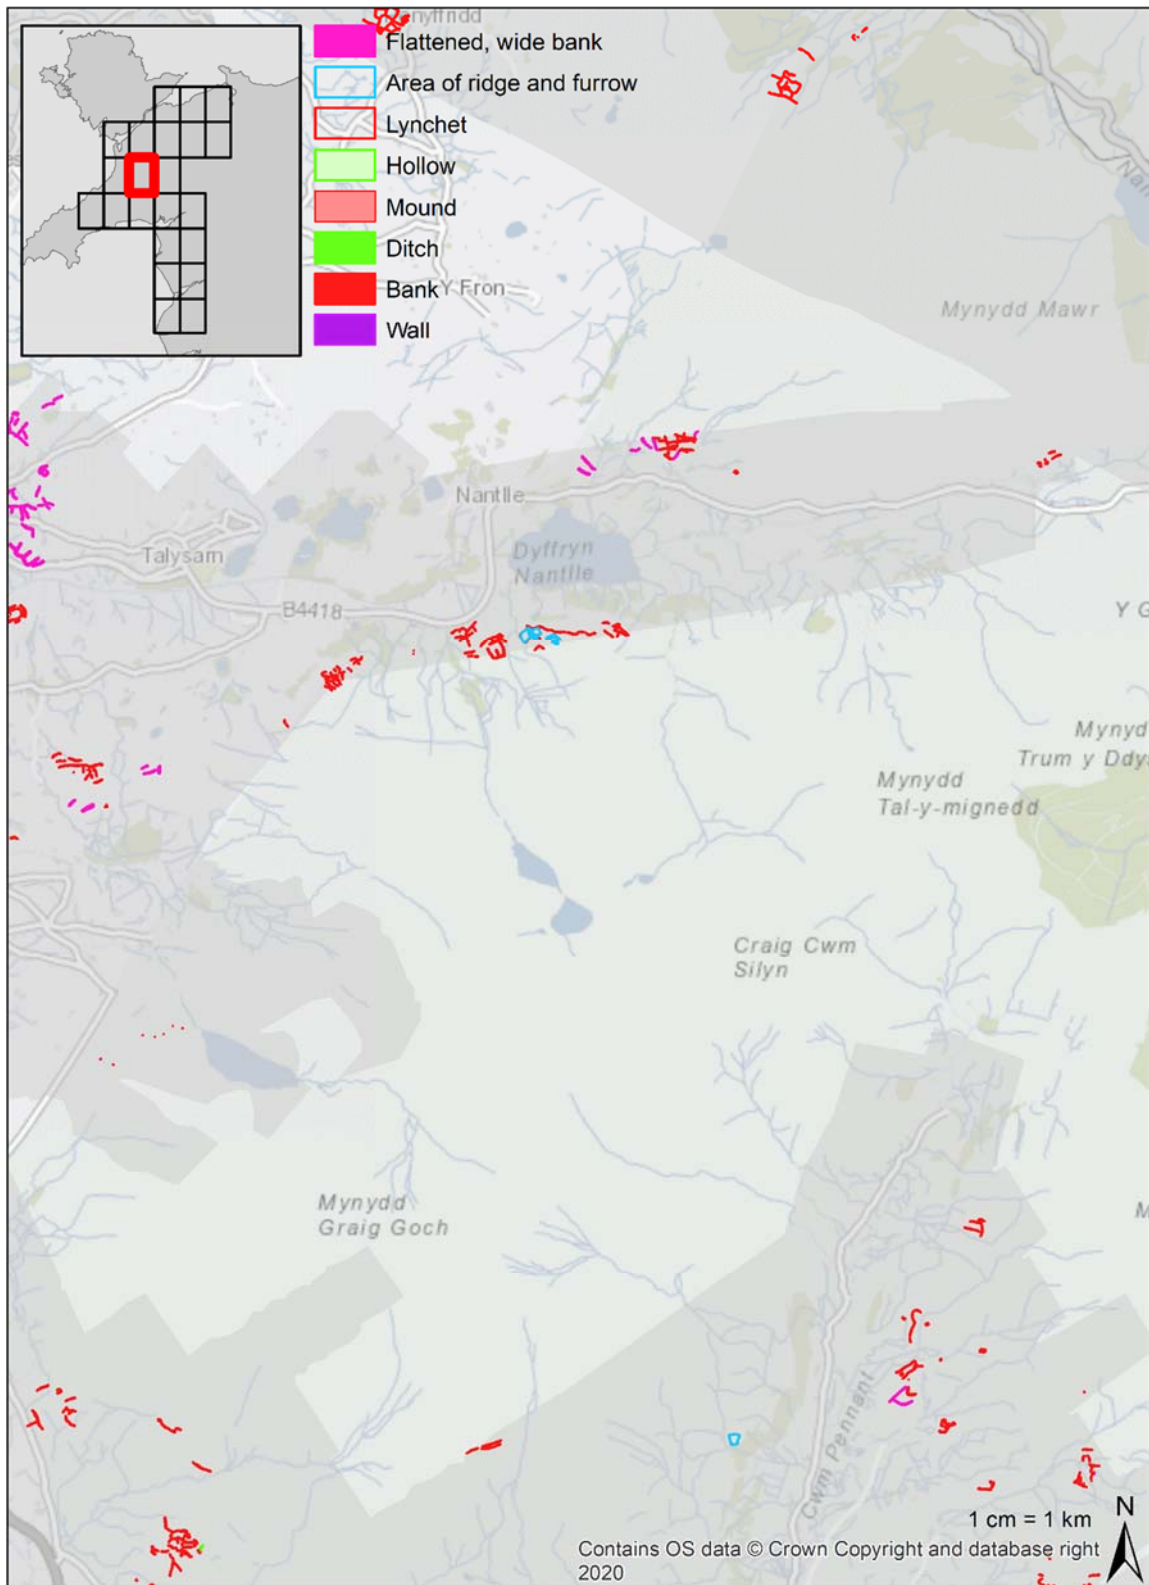 Flattened, wide bank
Area of ridge and furrow
Lynchet
Hollow
Mound
Ditch
Bank
Wall
Y Fron
Mynydd Mawr
Nantlle
Talysarn
Dyffryn
Nantlle
B4418
Y G
Mynyd
Trum y Ddys
Mynydd
Tal-y-mignedd
Craig Cwm
Silyn
Mynydd
Graig Goch
M
Cwm Pennant
N
1 cm = 1 km
Contains OS data © Crown Copyright and database right
2020